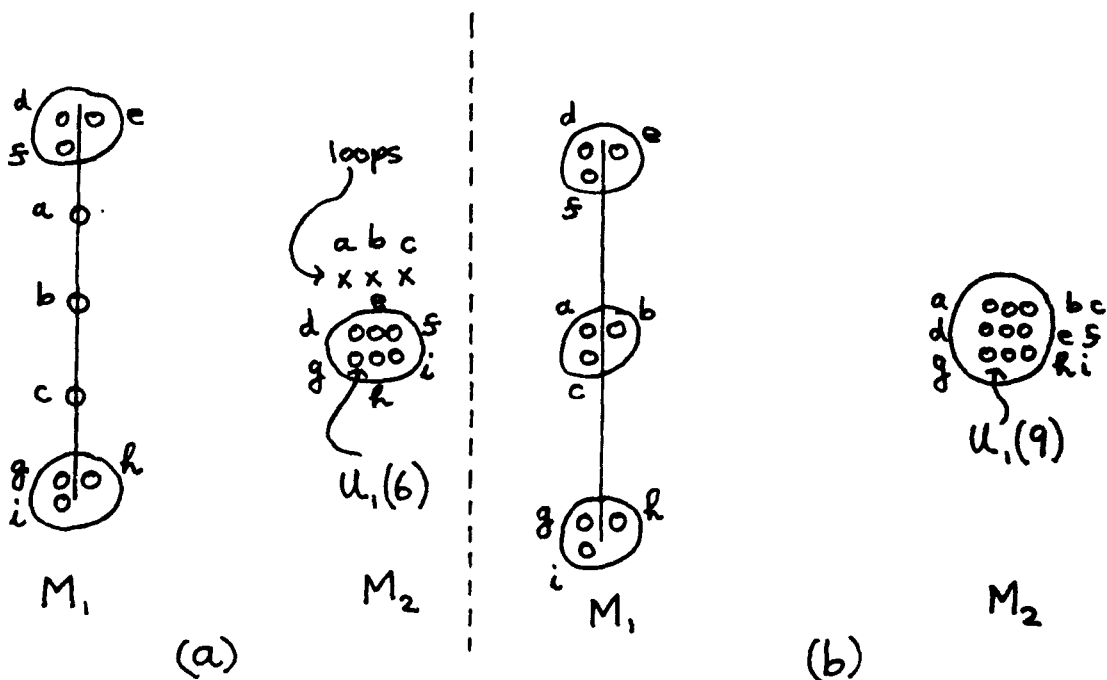 d e
f
a
b
c
g h
i
M₁
loops
a b c
x x x
e
d f
g i
h
U₁(6)
M₂
(a)
d e
f
a b
c
g h
i
M₁
a b c
d e f
g h i
U₁(9)
M₂
(b)